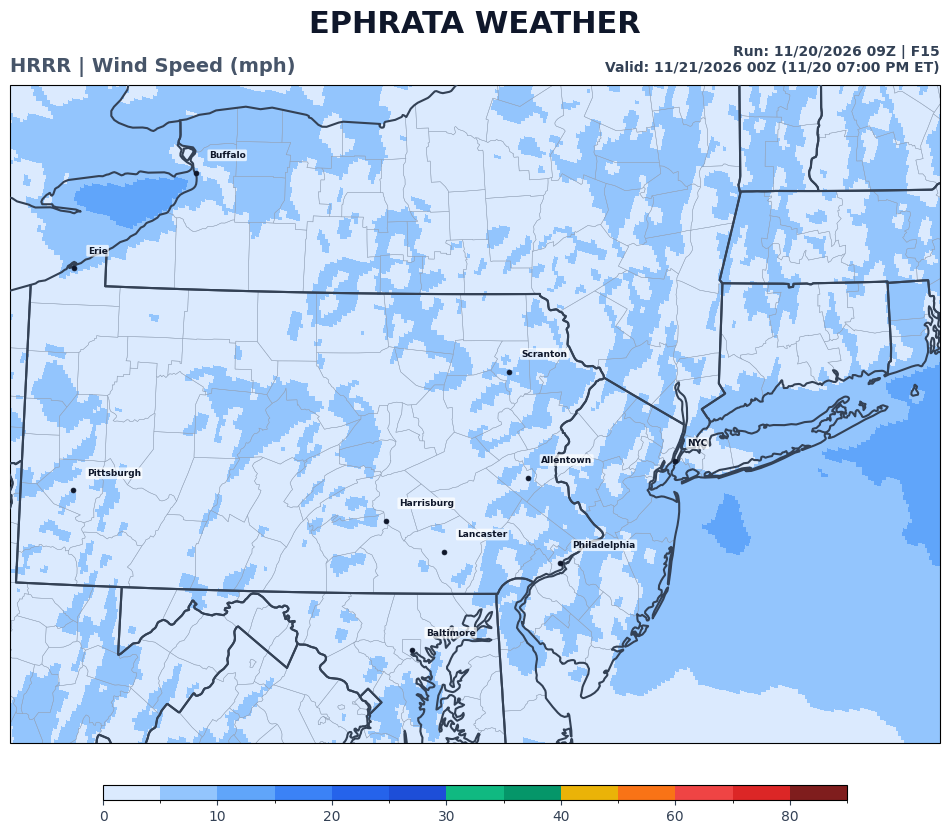 EPHRATA WEATHER
HRRR | Wind Speed (mph)
Run: 11/20/2026 09Z | F15
Valid: 11/21/2026 00Z (11/20 07:00 PM ET)
Buffalo
Erie
Scranton
NYC
Allentown
Pittsburgh
Harrisburg
Lancaster
Philadelphia
Baltimore
0 10 20 30 40 60 80